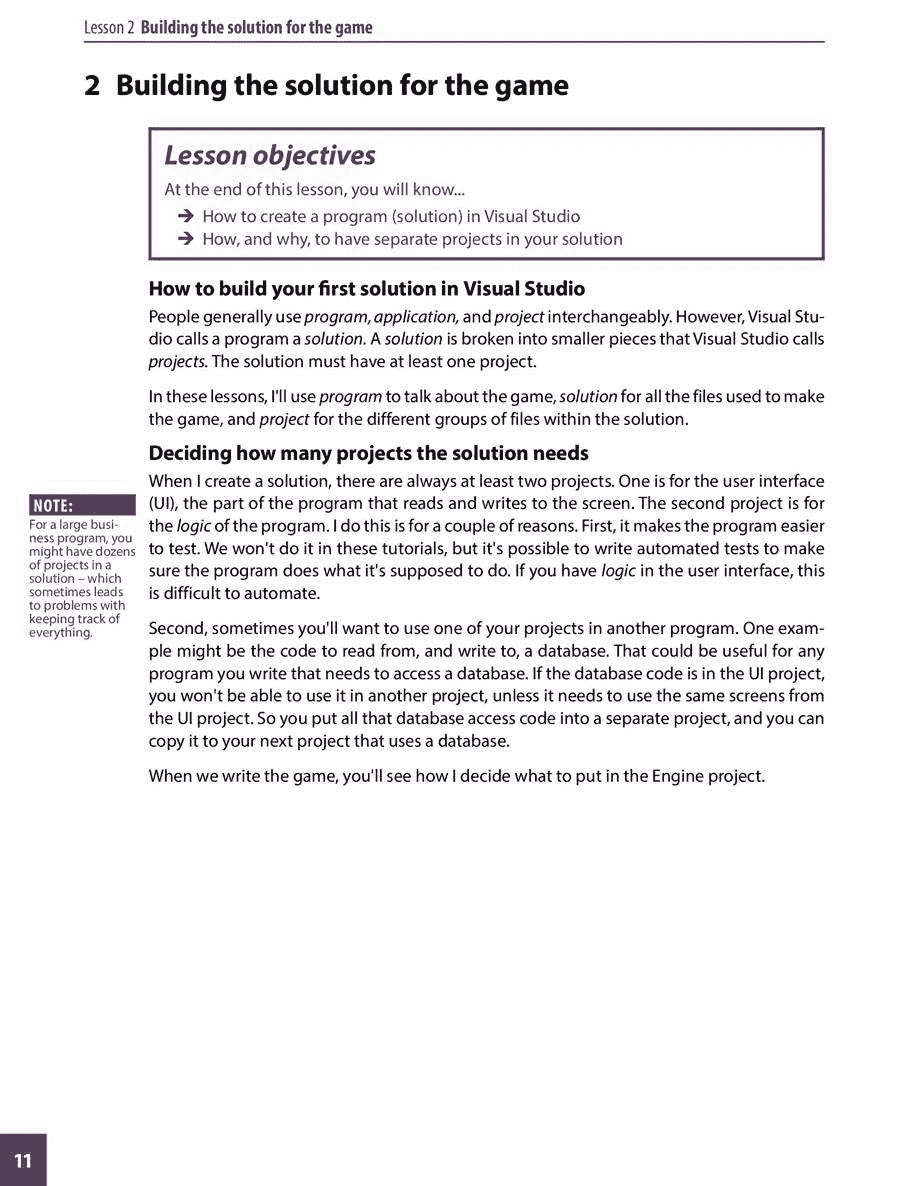 Lesson 2 Building the solution for the game
2 Building the solution for the game
Lesson objectives
At the end of this lesson, you will know...
➔ How to create a program (solution) in Visual Studio
➔ How, and why, to have separate projects in your solution
How to build your first solution in Visual Studio
People generally use program, application, and project interchangeably. However, Visual Stu-
dio calls a program a solution. A solution is broken into smaller pieces that Visual Studio calls
projects. The solution must have at least one project.
In these lessons, I'll use program to talk about the game, solution for all the files used to make
the game, and project for the different groups of files within the solution.
Deciding how many projects the solution needs
When I create a solution, there are always at least two projects. One is for the user interface
(UI), the part of the program that reads and writes to the screen. The second project is for
the logic of the program. I do this is for a couple of reasons. First, it makes the program easier
to test. We won't do it in these tutorials, but it's possible to write automated tests to make
sure the program does what it's supposed to do. If you have logic in the user interface, this
is difficult to automate.
NOTE:
For a large busi-
ness program, you
might have dozens
of projects in a
solution – which
sometimes leads
to problems with
keeping track of
everything.
Second, sometimes you'll want to use one of your projects in another program. One exam-
ple might be the code to read from, and write to, a database. That could be useful for any
program you write that needs to access a database. If the database code is in the UI project,
you won't be able to use it in another project, unless it needs to use the same screens from
the UI project. So you put all that database access code into a separate project, and you can
copy it to your next project that uses a database.
When we write the game, you'll see how I decide what to put in the Engine project.
11